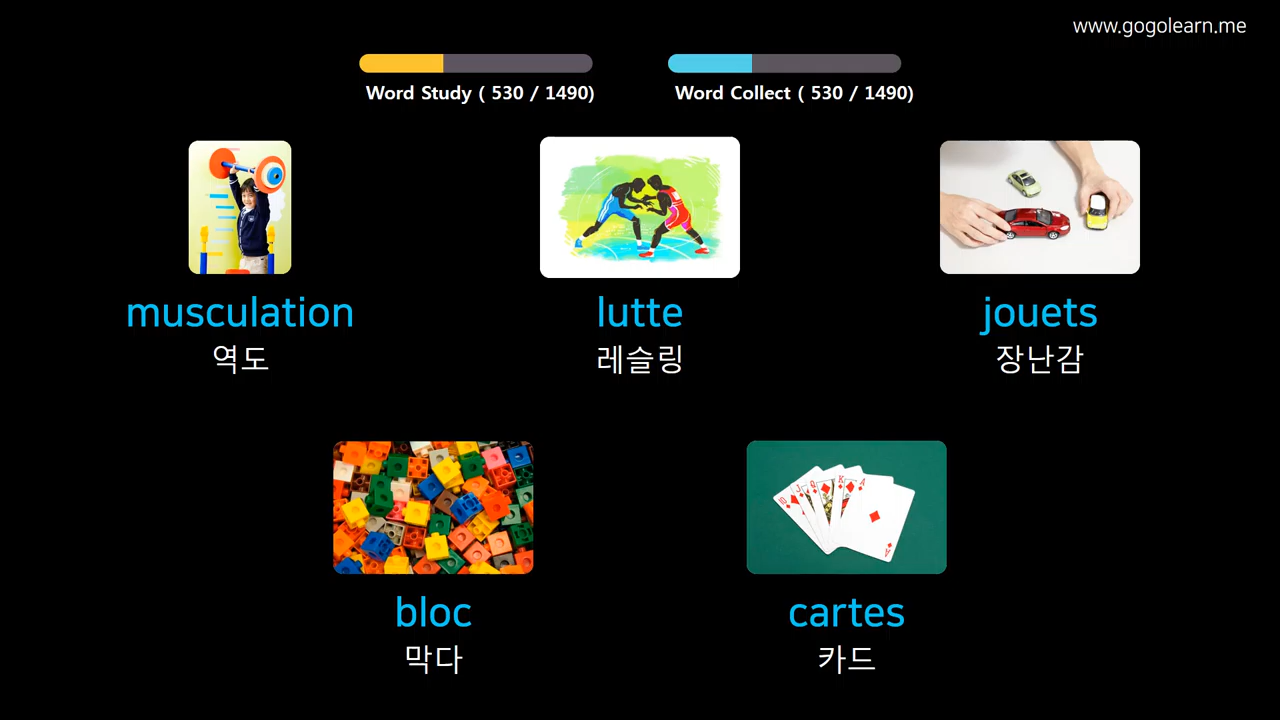 www.gogolearn.me
Word Study ( 530 / 1490)
Word Collect ( 530 / 1490)
musculation
역도
lutte
레슬링
jouets
장난감
bloc
막다
cartes
카드